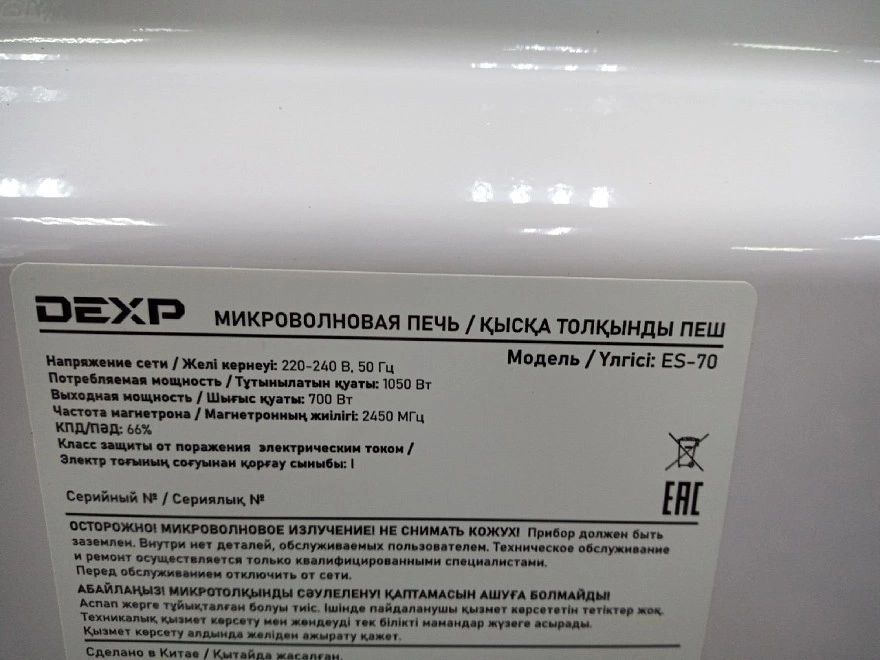 DEXP МИКРОВОЛНОВАЯ ПЕЧЬ / ҚЫСҚА ТОЛҚЫНДЫ ПЕШ
Модель / Үлгісі: ES-70
Напряжение сети / Желі кернеуі: 220-240 В, 50 Гц
Потребляемая мощность / Тұтынылатын қуаты: 1050 Вт
Выходная мощность / Шығыс қуаты: 700 Вт
Частота магнетрона / Магнетронның жиілігі: 2450 МГц
КПД/ПӘД: 66%
Класс защиты от поражения электрическим током /
Электр тоғының соғуынан қорғау сыныбы: I
EAC
Серийный № / Сериялық №
ОСТОРОЖНО! МИКРОВОЛНОВОЕ ИЗЛУЧЕНИЕ! НЕ СНИМАТЬ КОЖУХ! Прибор должен быть
заземлен. Внутри нет деталей, обслуживаемых пользователем. Техническое обслуживание
и ремонт осуществляется только квалифицированными специалистами.
Перед обслуживанием отключить от сети.
АБАЙЛАҢЫЗ! МИКРОТОЛҚЫНДЫ СӘУЛЕЛЕНУ! ҚАПТАМАСЫН АШУҒА БОЛМАЙДЫ!
Аспап жерге тұйықталған болуы тиіс. Ішінде пайдаланушы қызмет көрсететін тетіктер жоқ.
Техникалық қызмет көрсету мен жөндеуді тек білікті мамандар жүзеге асырады.
Қызмет көрсету алдында желіден ажырату қажет.
Сделано в Китае / Қытайда жасалған.